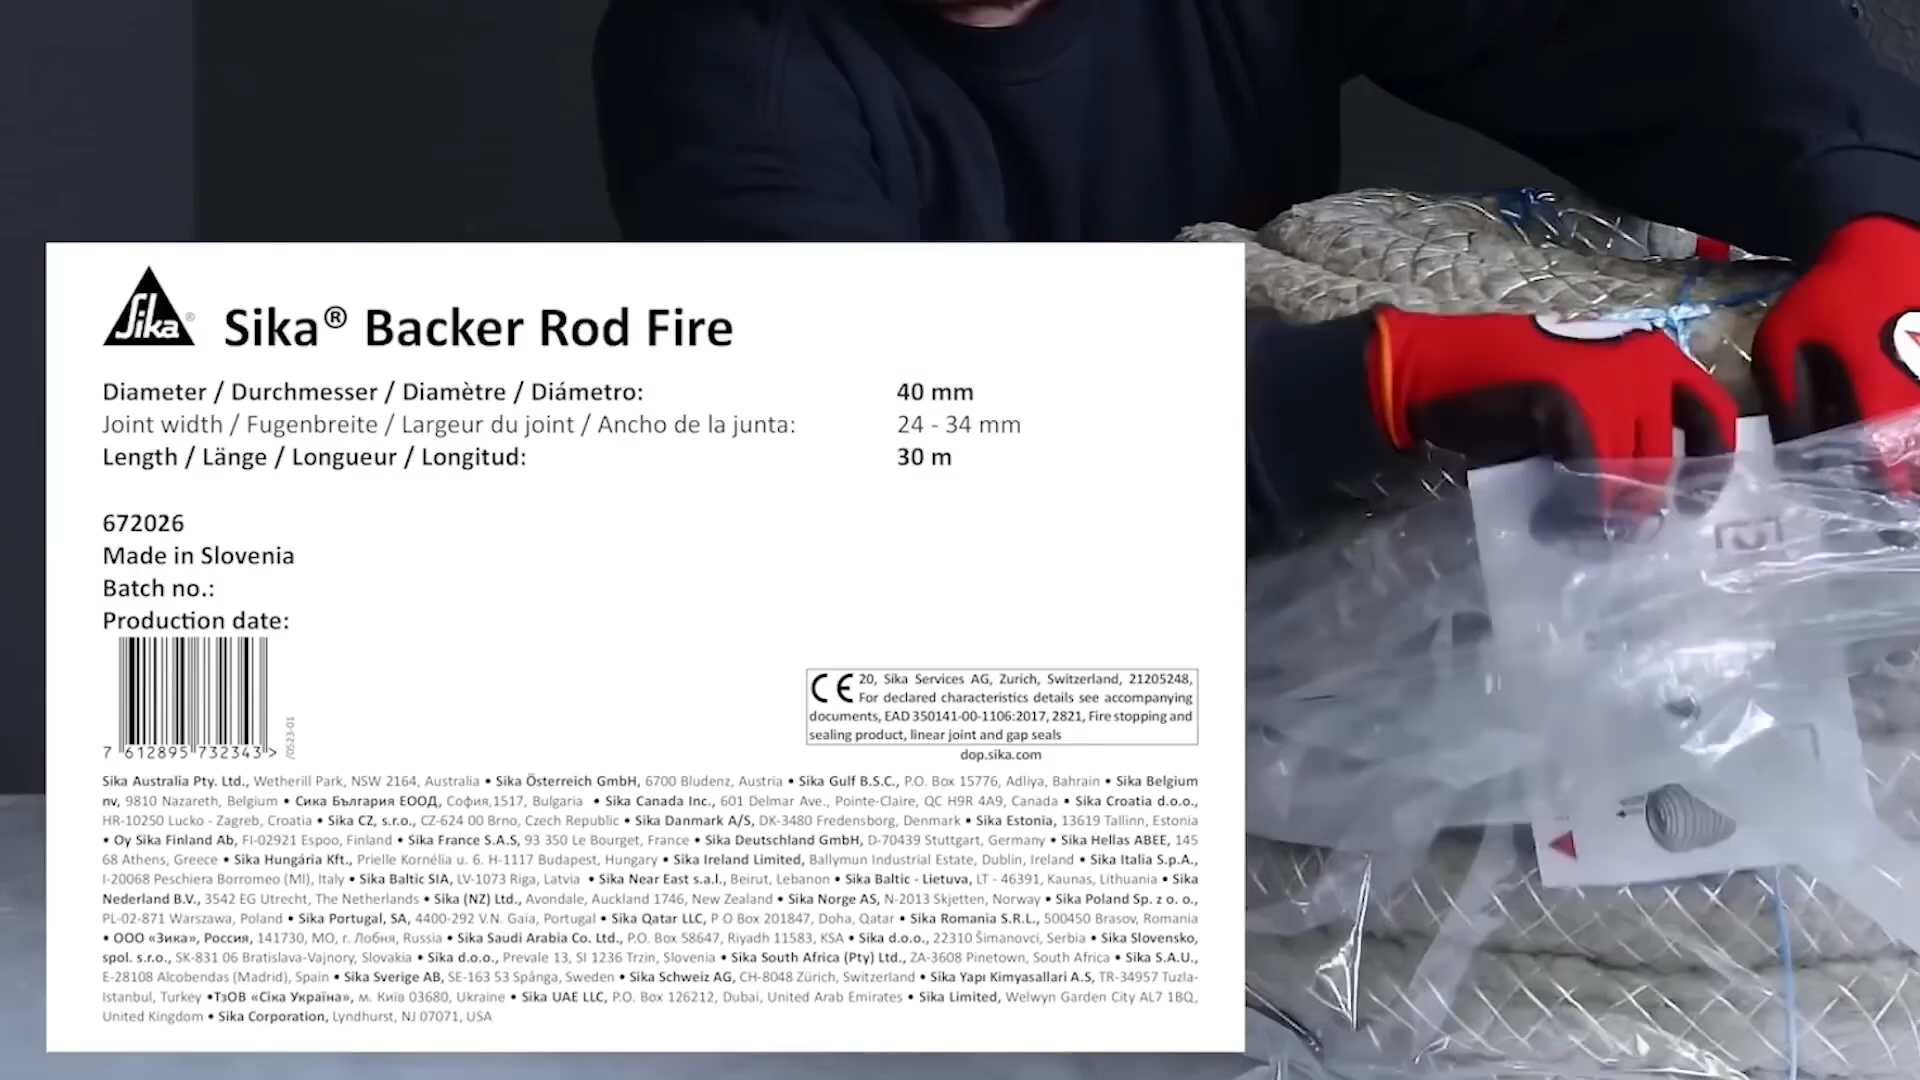 Sika®
Sika® Backer Rod Fire
Diameter / Durchmesser / Diamètre / Diámetro: 40 mm
Joint width / Fugenbreite / Largeur du joint / Ancho de la junta: 24 - 34 mm
Length / Länge / Longueur / Longitud: 30 m
672026
Made in Slovenia
Batch no.:
Production date:
7 612895 732343 >
/0523-01
CE 20, Sika Services AG, Zurich, Switzerland, 21205248,
For declared characteristics details see accompanying
documents, EAD 350141-00-1106:2017, 2821, Fire stopping and
sealing product, linear joint and gap seals
dop.sika.com
Sika Australia Pty. Ltd., Wetherill Park, NSW 2164, Australia • Sika Österreich GmbH, 6700 Bludenz, Austria • Sika Gulf B.S.C., P.O. Box 15776, Adliya, Bahrain • Sika Belgium
nv, 9810 Nazareth, Belgium • Сика България ЕООД, София,1517, Bulgaria • Sika Canada Inc., 601 Delmar Ave., Pointe-Claire, QC H9R 4A9, Canada • Sika Croatia d.o.o.,
HR-10250 Lucko - Zagreb, Croatia • Sika CZ, s.r.o., CZ-624 00 Brno, Czech Republic • Sika Danmark A/S, DK-3480 Fredensborg, Denmark • Sika Estonia, 13619 Tallinn, Estonia
• Oy Sika Finland Ab, FI-02921 Espoo, Finland • Sika France S.A.S, 93 350 Le Bourget, France • Sika Deutschland GmbH, D-70439 Stuttgart, Germany • Sika Hellas ABEE, 145
68 Athens, Greece • Sika Hungária Kft., Prielle Kornélia u. 6. H-1117 Budapest, Hungary • Sika Ireland Limited, Ballymun Industrial Estate, Dublin, Ireland • Sika Italia S.p.A.,
I-20068 Peschiera Borromeo (MI), Italy • Sika Baltic SIA, LV-1073 Riga, Latvia • Sika Near East s.a.l., Beirut, Lebanon • Sika Baltic - Lietuva, LT - 46391, Kaunas, Lithuania • Sika
Nederland B.V., 3542 EG Utrecht, The Netherlands • Sika (NZ) Ltd., Avondale, Auckland 1746, New Zealand • Sika Norge AS, N-2013 Skjetten, Norway • Sika Poland Sp. z o. o.,
PL-02-871 Warszawa, Poland • Sika Portugal, SA, 4400-292 V.N. Gaia, Portugal • Sika Qatar LLC, P O Box 201847, Doha, Qatar • Sika Romania S.R.L., 500450 Brasov, Romania
• ООО «Зика», Россия, 141730, МО, г. Лобня, Russia • Sika Saudi Arabia Co. Ltd., P.O. Box 58647, Riyadh 11583, KSA • Sika d.o.o., 22310 Šimanovci, Serbia • Sika Slovensko,
spol. s.r.o., SK-831 06 Bratislava-Vajnory, Slovakia • Sika d.o.o., Prevale 13, SI 1236 Trzin, Slovenia • Sika South Africa (Pty) Ltd., ZA-3608 Pinetown, South Africa • Sika S.A.U.,
E-28108 Alcobendas (Madrid), Spain • Sika Sverige AB, SE-163 53 Spånga, Sweden • Sika Schweiz AG, CH-8048 Zürich, Switzerland • Sika Yapı Kimyasallari A.S, TR-34957 Tuzla-
Istanbul, Turkey •ТзОВ «Сіка Україна», м. Київ 03680, Ukraine • Sika UAE LLC, P.O. Box 126212, Dubai, United Arab Emirates • Sika Limited, Welwyn Garden City AL7 1BQ,
United Kingdom • Sika Corporation, Lyndhurst, NJ 07071, USA